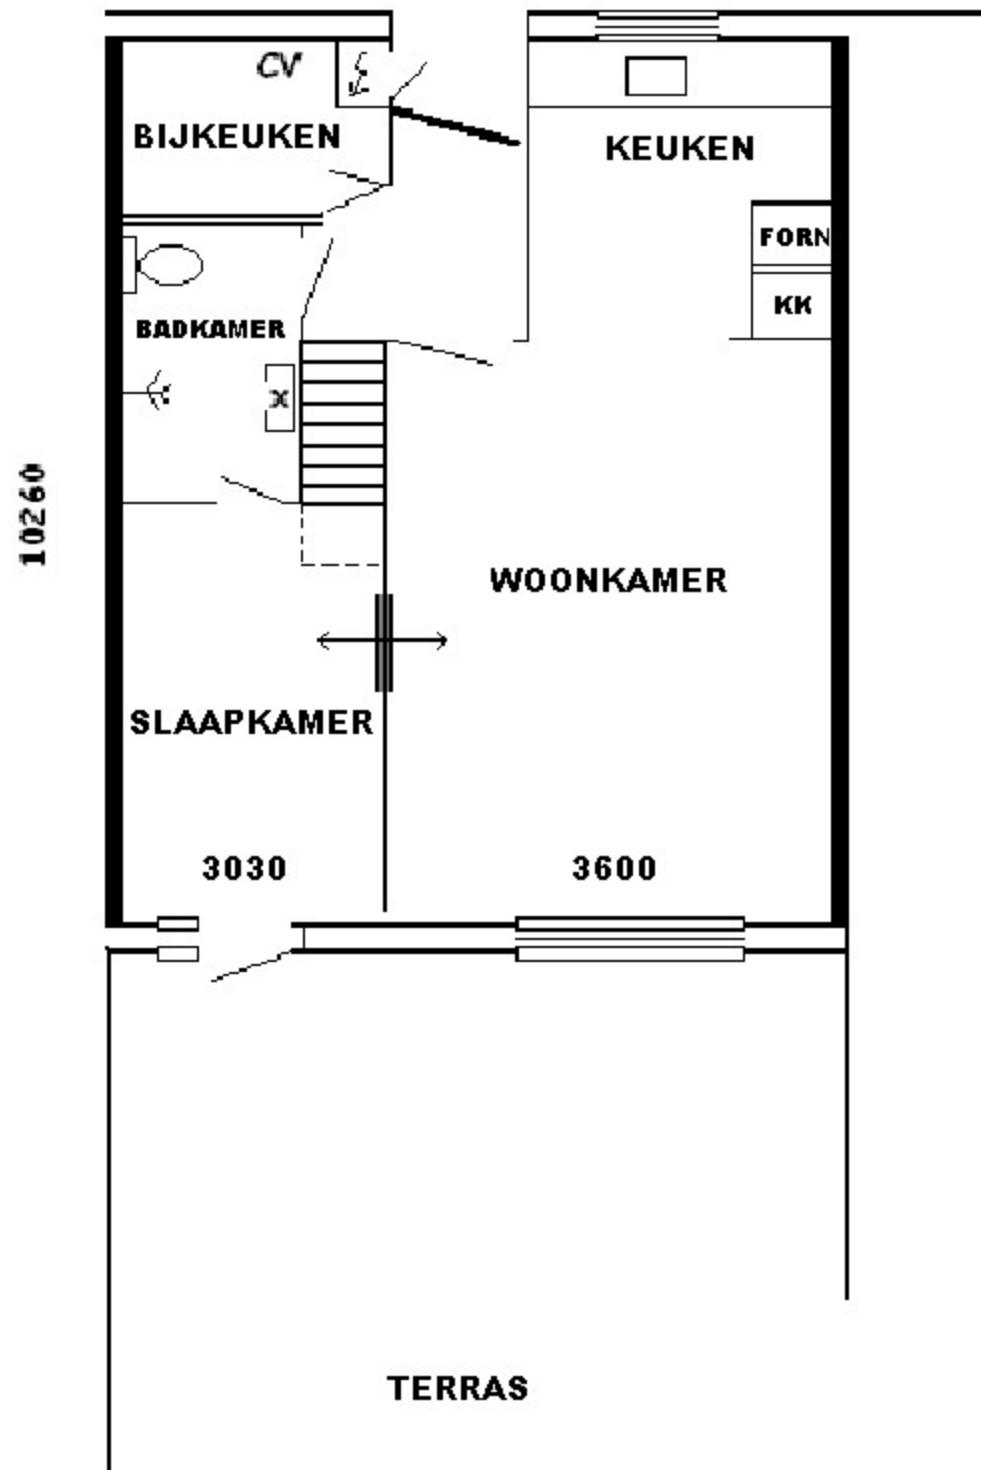 CV
BIJKEUKEN
KEUKEN
FORN
KK
BADKAMER
X
10260
WOONKAMER
SLAAPKAMER
3030
3600
TERRAS